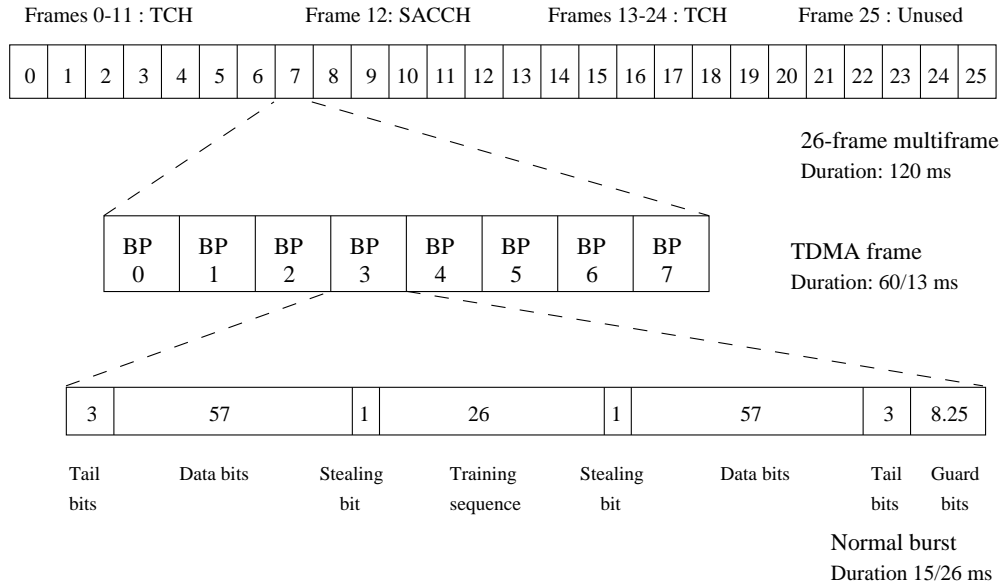 Frames 0-11 : TCH Frame 12: SACCH Frames 13-24 : TCH Frame 25 : Unused
0 1 2 3 4 5 6 7 8 9 10 11 12 13 14 15 16 17 18 19 20 21 22 23 24 25
26-frame multiframe
Duration: 120 ms
BP BP BP BP BP BP BP BP
0 1 2 3 4 5 6 7
TDMA frame
Duration: 60/13 ms
3 57 1 26 1 57 3 8.25
Tail Data bits Stealing Training Stealing Data bits Tail Guard
bits bit sequence bit bits bits
Normal burst
Duration 15/26 ms